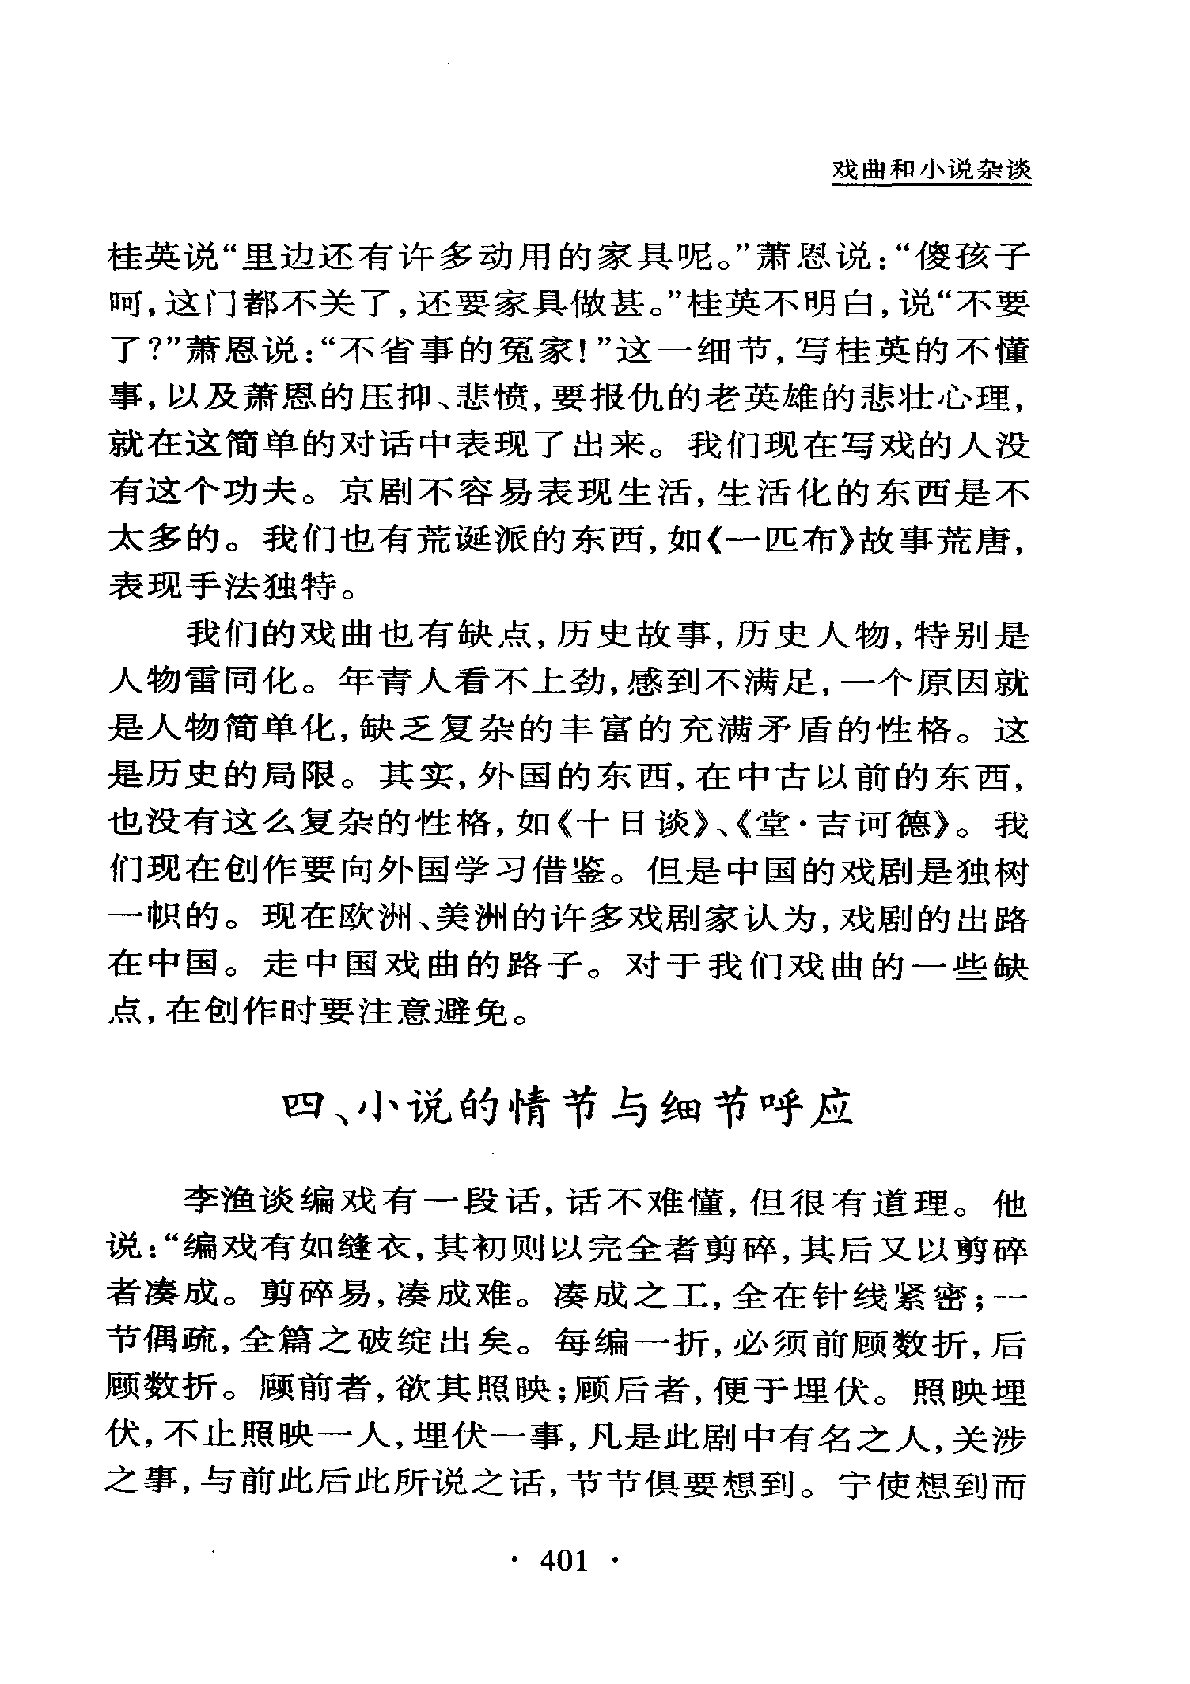 戏曲和小说杂谈
桂英说“里边还有许多动用的家具呢。”萧恩说：“傻孩子
呵，这门都不关了，还要家具做甚。”桂英不明白，说“不要
了？”萧恩说：“不省事的冤家！”这一细节，写桂英的不懂
事，以及萧恩的压抑、悲愤，要报仇的老英雄的悲壮心理，
就在这简单的对话中表现了出来。我们现在写戏的人没
有这个功夫。京剧不容易表现生活，生活化的东西是不
太多的。我们也有荒诞派的东西，如《一匹布》故事荒唐，
表现手法独特。
我们的戏曲也有缺点，历史故事，历史人物，特别是
人物雷同化。年青人看不上劲，感到不满足，一个原因就
是人物简单化，缺乏复杂的丰富的充满矛盾的性格。这
是历史的局限。其实，外国的东西，在中古以前的东西，
也没有这么复杂的性格，如《十日谈》、《堂·吉诃德》。我
们现在创作要向外国学习借鉴。但是中国的戏剧是独树
一帜的。现在欧洲、美洲的许多戏剧家认为，戏剧的出路
在中国。走中国戏曲的路子。对于我们戏曲的一些缺
点，在创作时要注意避免。
四、小说的情节与细节呼应
李渔谈编戏有一段话，话不难懂，但很有道理。他
说：“编戏有如缝衣，其初则以完全者剪碎，其后又以剪碎
者凑成。剪碎易，凑成难。凑成之工，全在针线紧密；一
节偶疏，全篇之破绽出矣。每编一折，必须前顾数折，后
顾数折。顾前者，欲其照映；顾后者，便于埋伏。照映埋
伏，不止照映一人，埋伏一事，凡是此剧中有名之人，关涉
之事，与前此后此所说之话，节节俱要想到。宁使想到而
· 401 ·